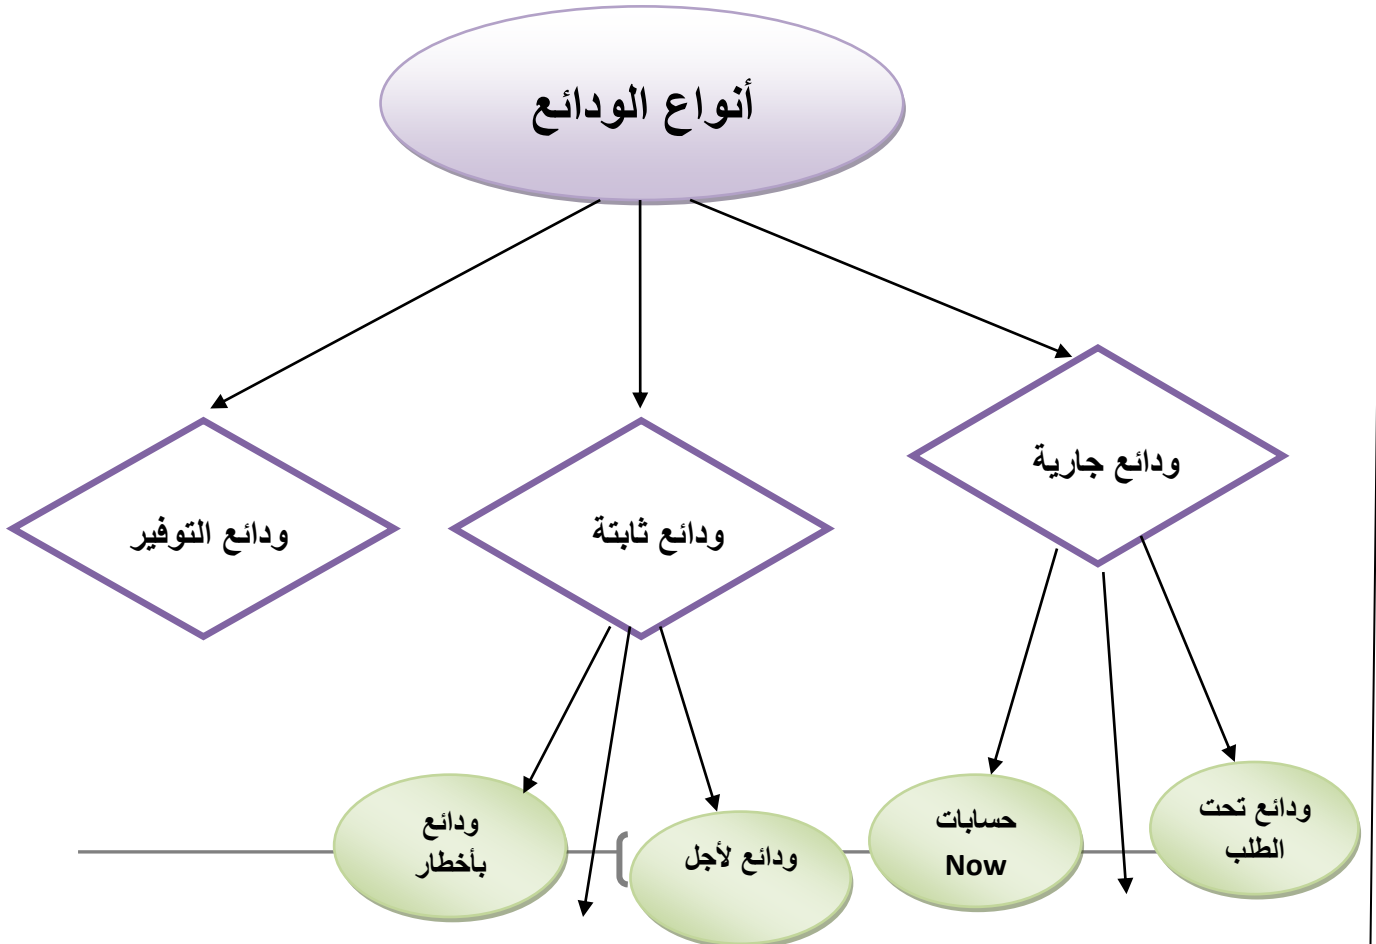 أنواع الودائع
ودائع جارية
ودائع ثابتة
ودائع التوفير
ودائع تحت
الطلب
حسابات
Now
ودائع لأجل
ودائع
بأخطار